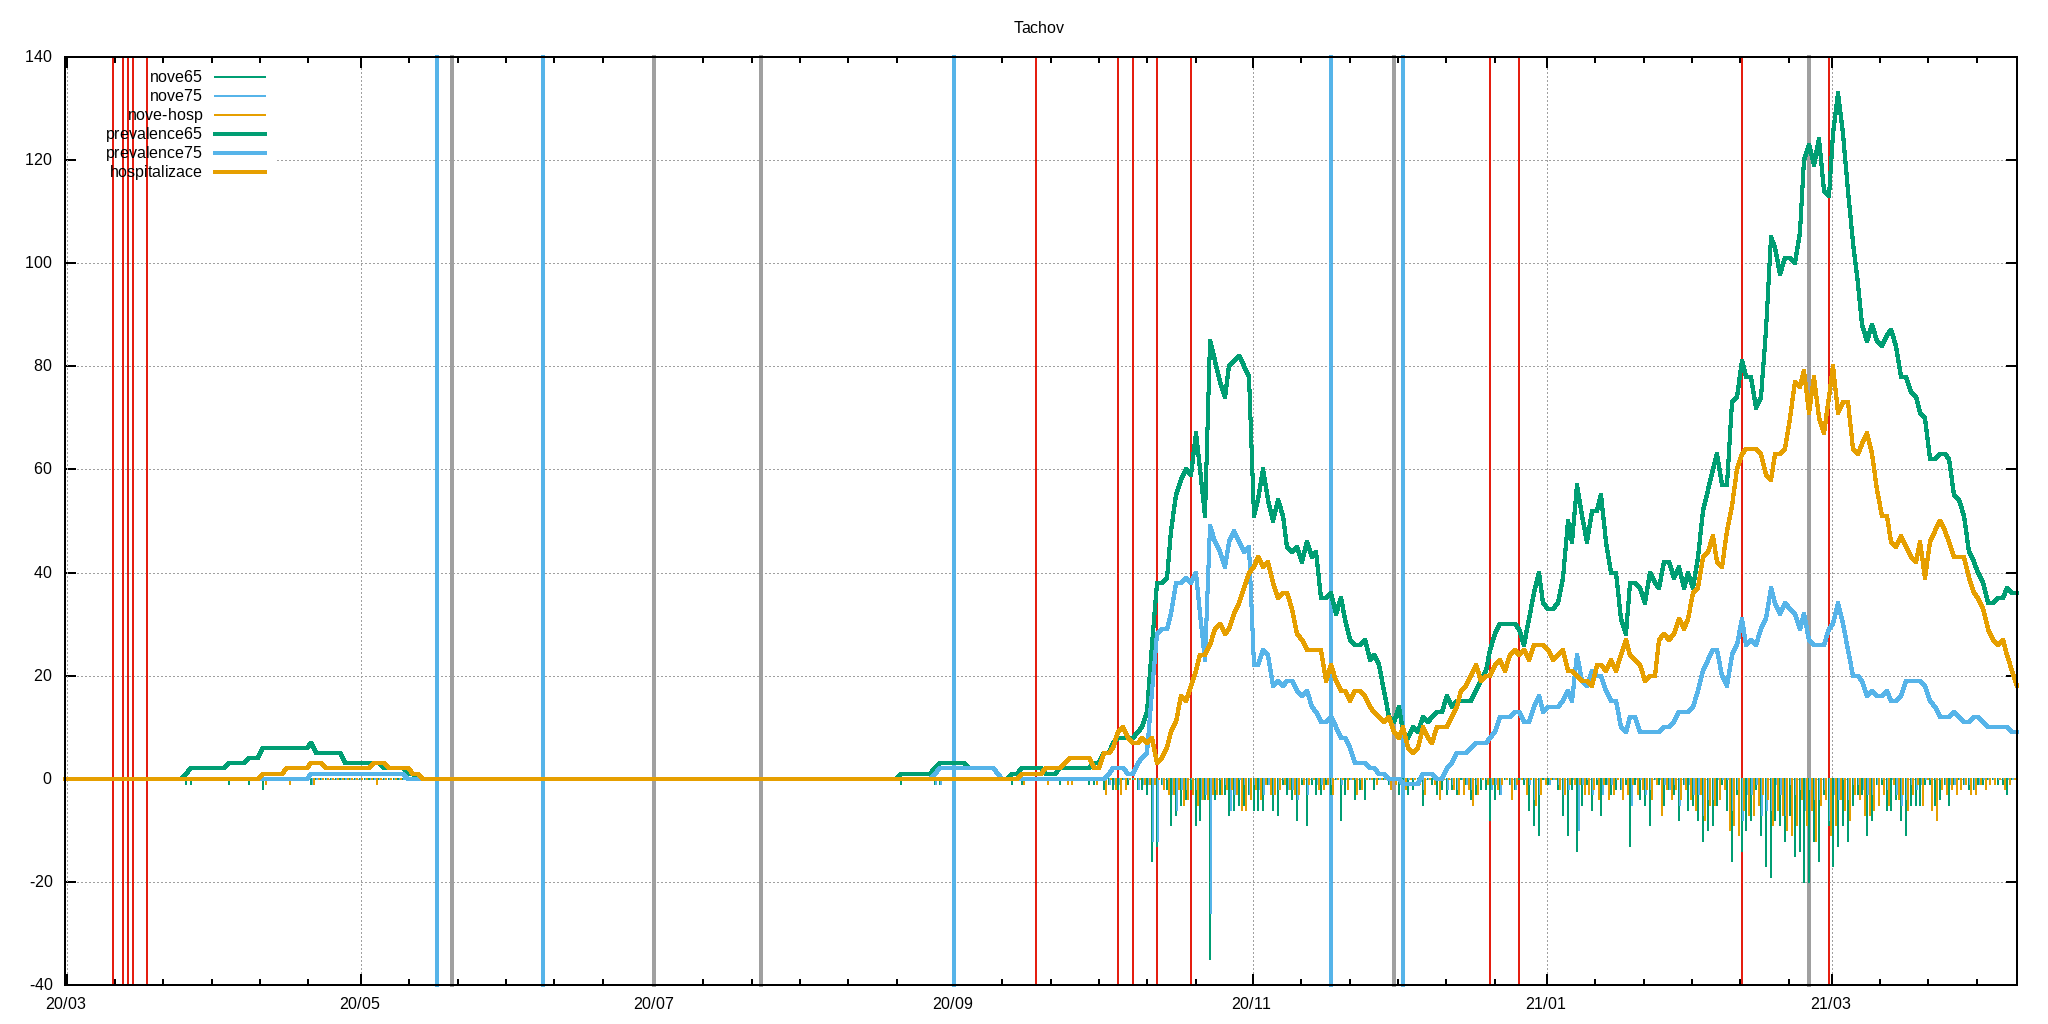 Tachov
140
120
100
80
60
40
20
0
-20
-40
nove65
nove75
nove-hosp
prevalence65
prevalence75
hospitalizace
20/03 20/05 20/07 20/09 20/11 21/01 21/03